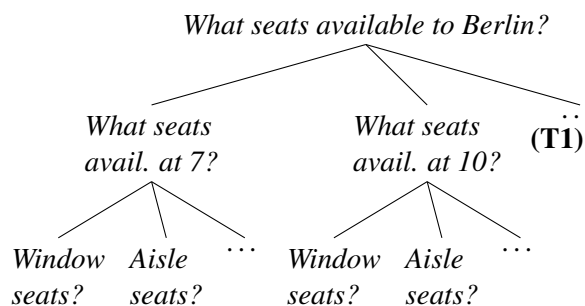 What seats available to Berlin?
What seats What seats . .
avail. at 7? avail. at 10? (T1)
Window Aisle . . . Window Aisle . . .
seats? seats? seats? seats?